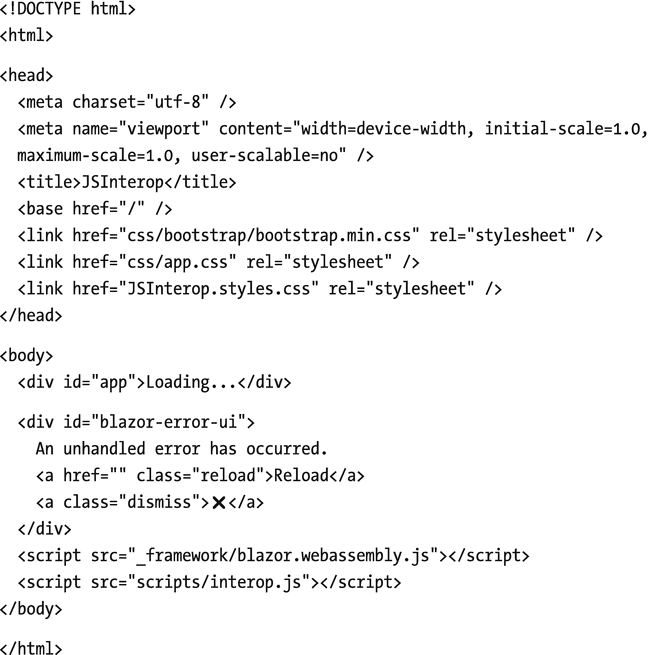 <!DOCTYPE html>
<html>
<head>
<meta charset="utf-8" />
<meta name="viewport" content="width=device-width, initial-scale=1.0,
maximum-scale=1.0, user-scalable=no" />
<title>JSInterop</title>
<base href="/" />
<link href="css/bootstrap/bootstrap.min.css" rel="stylesheet" />
<link href="css/app.css" rel="stylesheet" />
<link href="JSInterop.styles.css" rel="stylesheet" />
</head>
<body>
<div id="app">Loading...</div>
<div id="blazor-error-ui">
An unhandled error has occurred.
<a href="" class="reload">Reload</a>
<a class="dismiss">🗙</a>
</div>
<script src="_framework/blazor.webassembly.js"></script>
<script src="scripts/interop.js"></script>
</body>
</html>